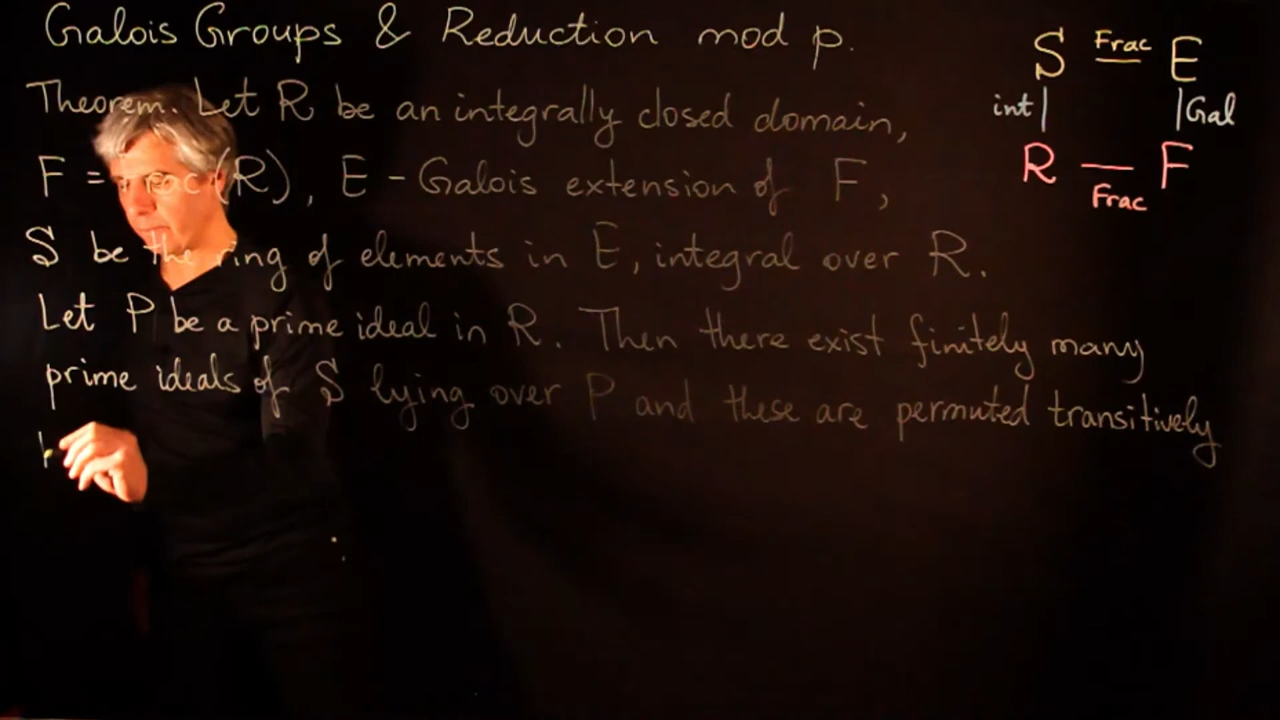 Galois Groups & Reduction mod p.
Theorem. Let R be an integrally closed domain,
F = Frac(R), E - Galois extension of F,
S be the ring of elements in E, integral over R.
Let P be a prime ideal in R. Then there exist finitely many
prime ideals of S lying over P and these are permuted transitively
S Frac E
int | | Gal
R — F
Frac